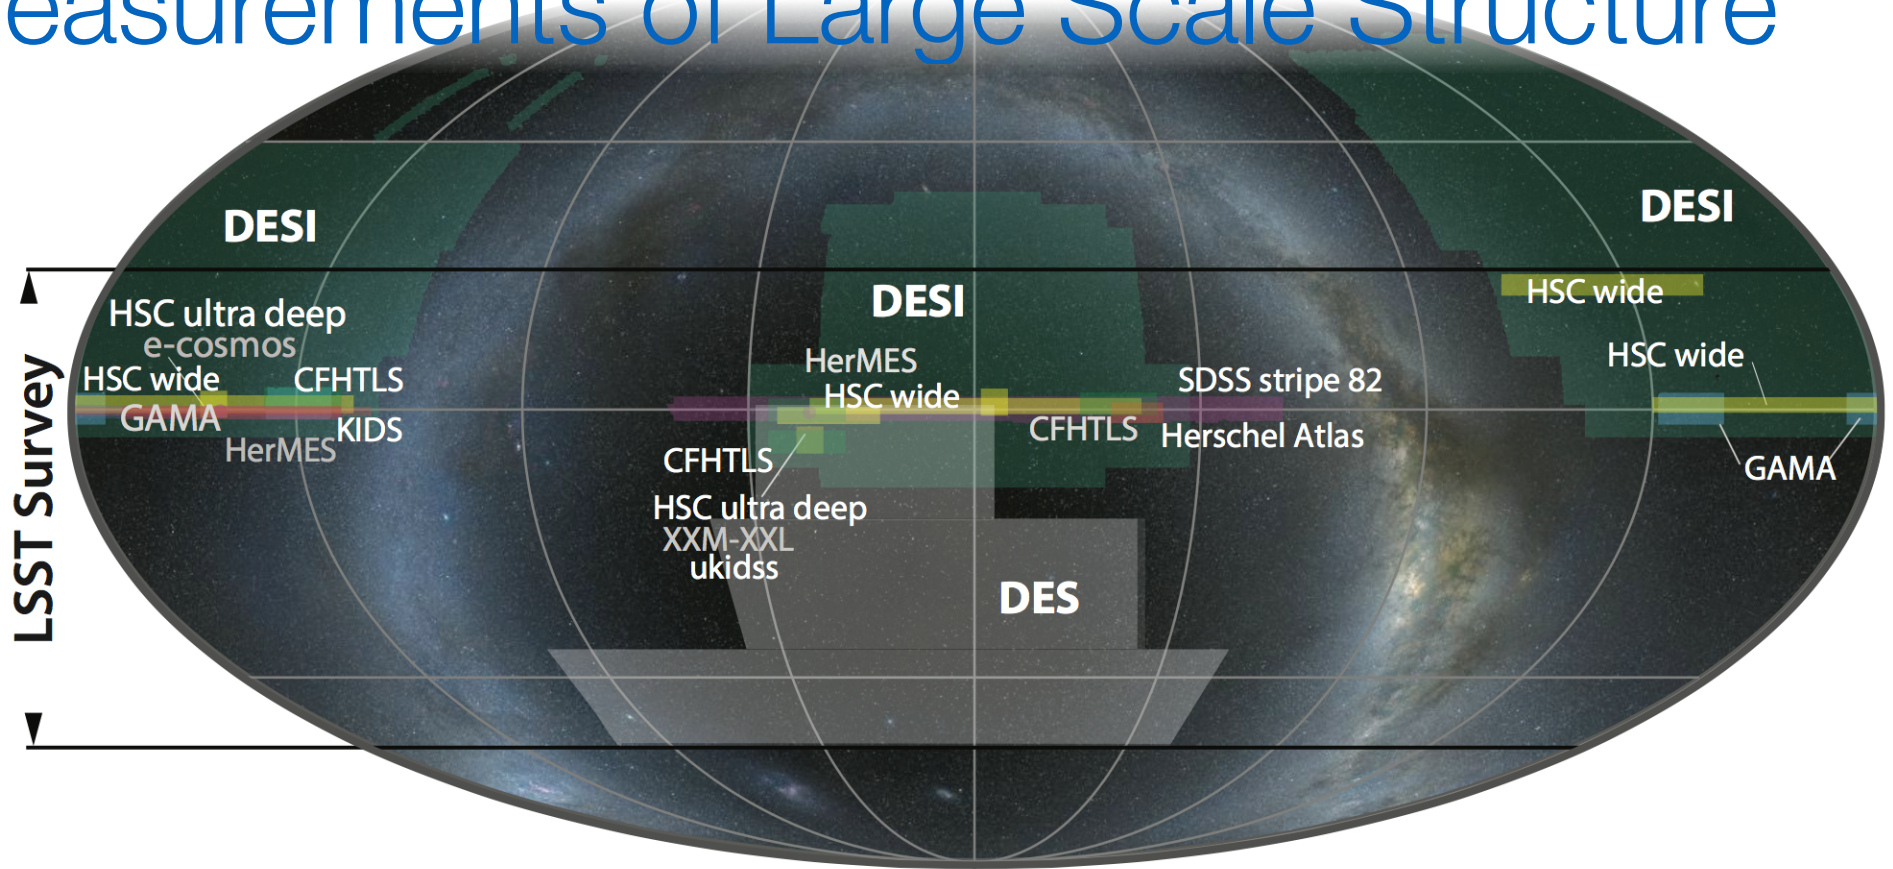 easurements of Large Scale Structure
DESI
DESI
DESI
HSC wide
HSC ultra deep
e-cosmos
HSC wide
CFHTLS
GAMA
KIDS
HerMES
HerMES
HSC wide
SDSS stripe 82
CFHTLS
Herschel Atlas
HSC wide
GAMA
CFHTLS
HSC ultra deep
XXM-XXL
ukidss
DES
LSST Survey